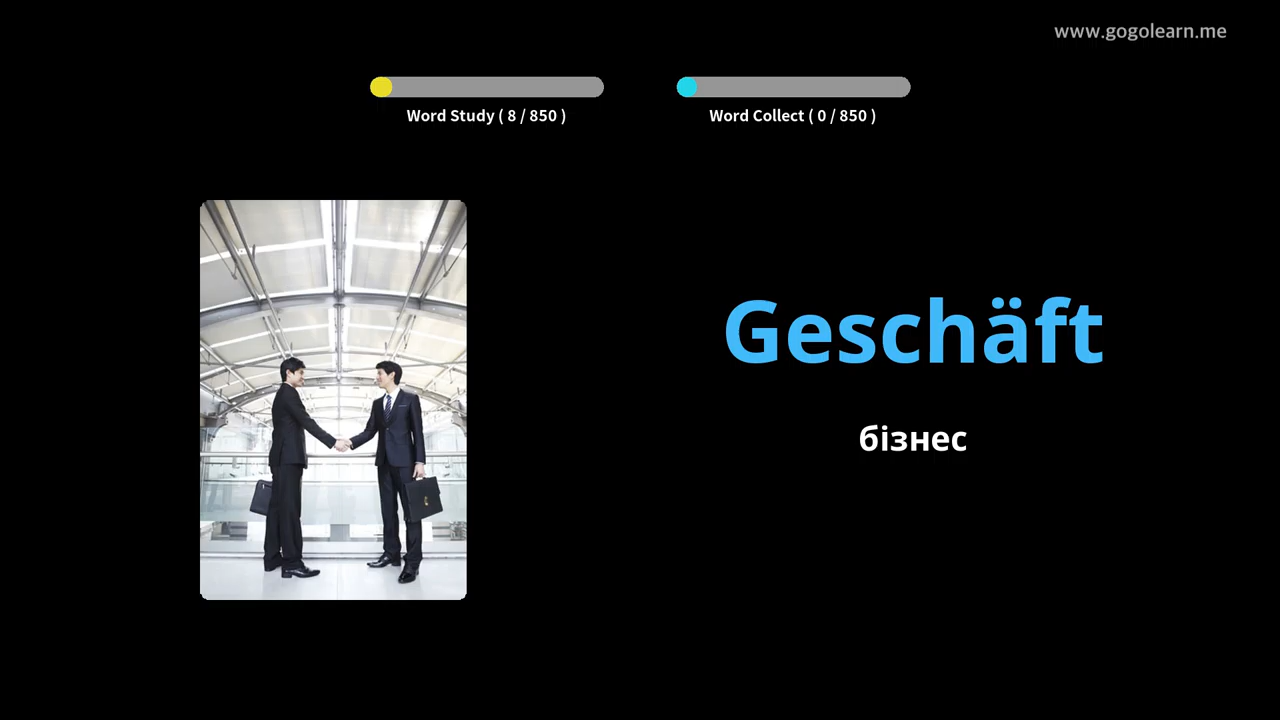 www.gogolearn.me
Word Study ( 8 / 850 )
Word Collect ( 0 / 850 )
Geschäft
бізнес